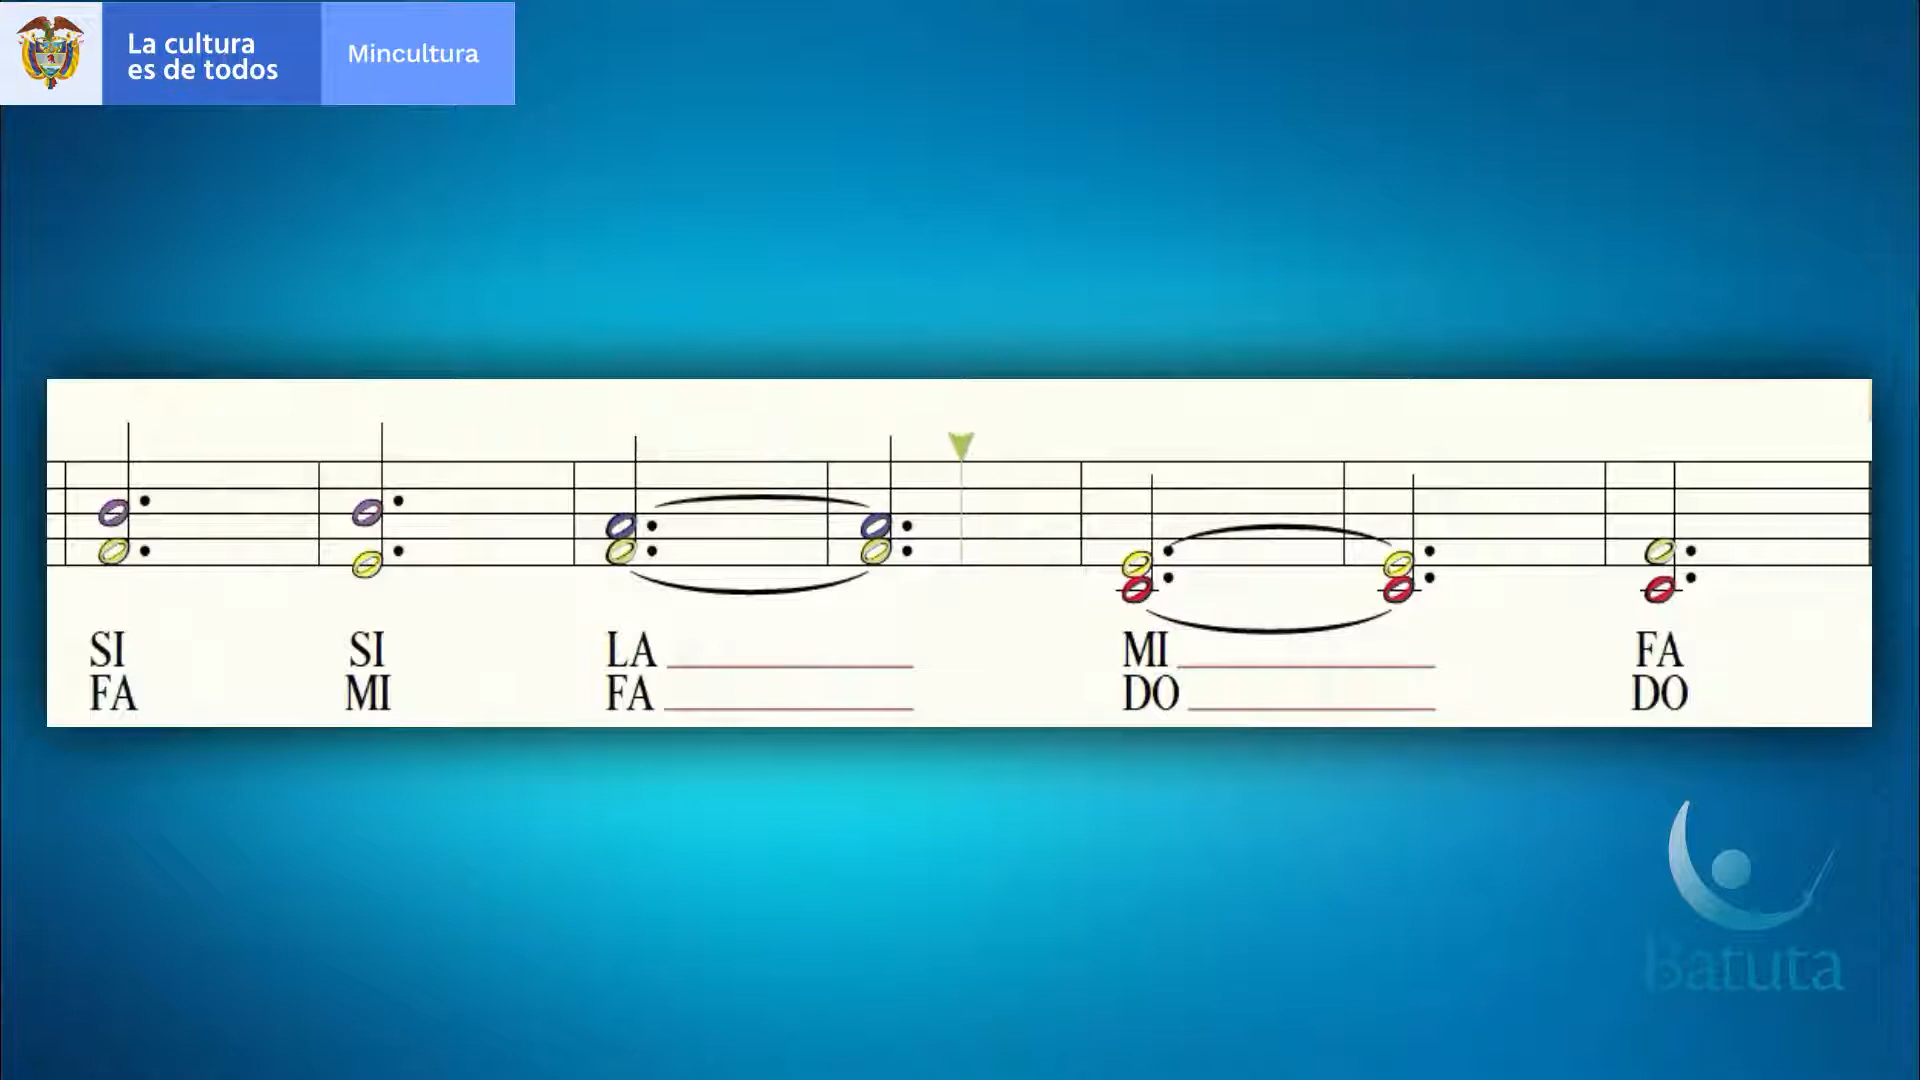 La cultura
es de todos
Mincultura
SI SI LA MI FA
FA MI FA DO DO
Batuta